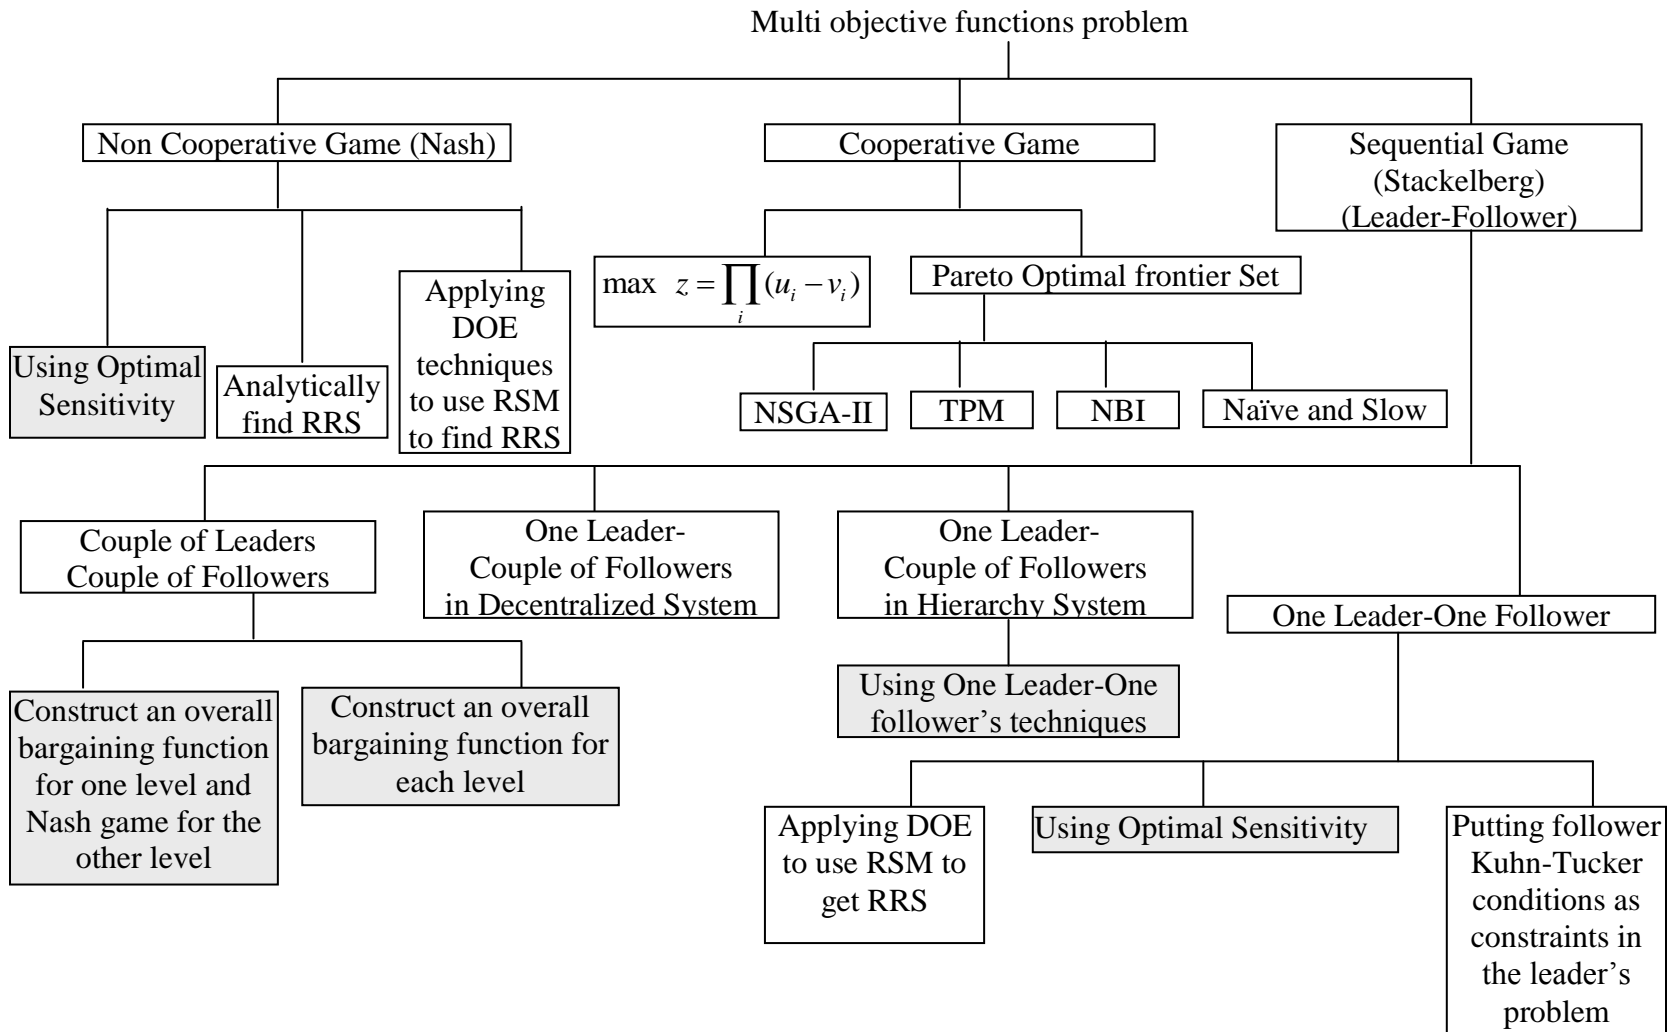 Multi objective functions problem
Non Cooperative Game (Nash)
Cooperative Game
Sequential Game
(Stackelberg)
(Leader-Follower)
Using Optimal
Sensitivity
Analytically
find RRS
Applying
DOE
techniques
to use RSM
to find RRS
max z = ∏_i (u_i − v_i)
Pareto Optimal frontier Set
NSGA-II
TPM
NBI
Naïve and Slow
Couple of Leaders
Couple of Followers
One Leader-
Couple of Followers
in Decentralized System
One Leader-
Couple of Followers
in Hierarchy System
One Leader-One Follower
Construct an overall
bargaining function
for one level and
Nash game for the
other level
Construct an overall
bargaining function for
each level
Using One Leader-One
follower’s techniques
Applying DOE
to use RSM to
get RRS
Using Optimal Sensitivity
Putting follower
Kuhn-Tucker
conditions as
constraints in
the leader’s
problem